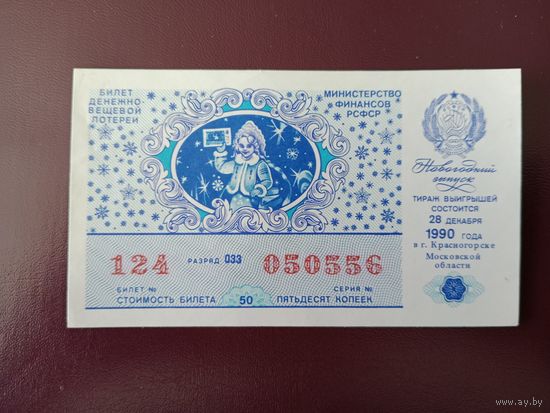 БИЛЕТ
ДЕНЕЖНО-
ВЕЩЕВОЙ
ЛОТЕРЕИ
МИНИСТЕРСТВО
ФИНАНСОВ
РСФСР
Новогодний
выпуск
ТИРАЖ ВЫИГРЫШЕЙ
СОСТОИТСЯ
28 ДЕКАБРЯ
1990 ГОДА
в г. Красногорске
Московской
области
124 РАЗРЯД 033 050556
БИЛЕТ № СЕРИЯ №
СТОИМОСТЬ БИЛЕТА 50 ПЯТЬДЕСЯТ КОПЕЕК
www.ay.by